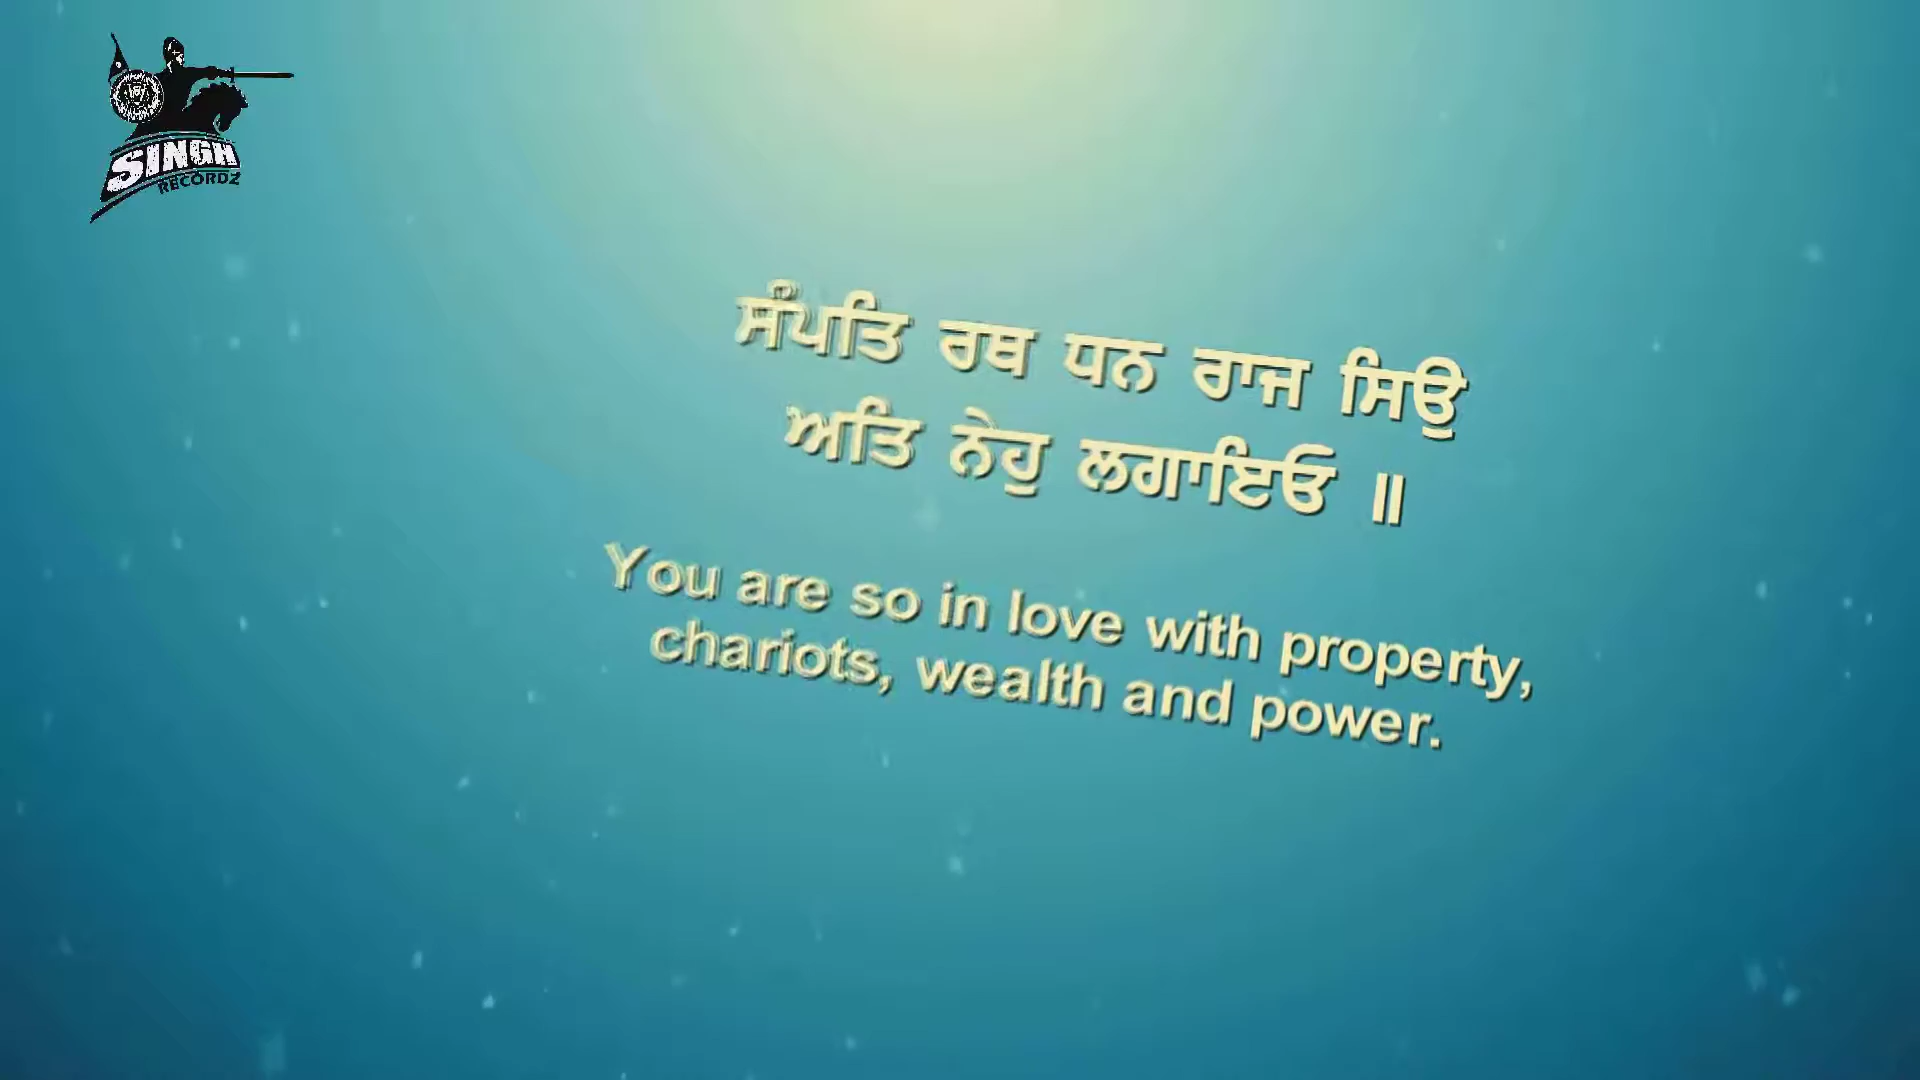 SINGH
RECORDZ
ਸੰਪਤਿ ਰਥ ਧਨ ਰਾਜ ਸਿਉ
ਅਤਿ ਨੇਹੁ ਲਗਾਇਓ ॥
You are so in love with property,
chariots, wealth and power.